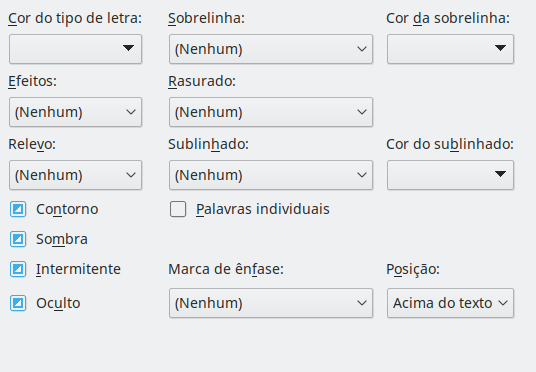 Cor do tipo de letra: Sobrelinha: Cor da sobrelinha:
(Nenhum)
Efeitos: Rasurado:
(Nenhum) (Nenhum)
Relevo: Sublinhado: Cor do sublinhado:
(Nenhum) (Nenhum)
Contorno Palavras individuais
Sombra
Intermitente Marca de ênfase: Posição:
Oculto (Nenhum) Acima do texto